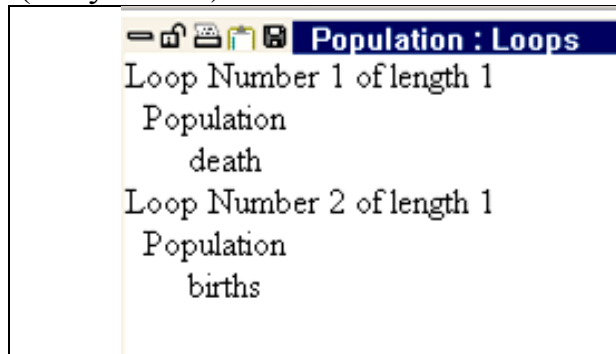 Population : Loops
Loop Number 1 of length 1
Population
death
Loop Number 2 of length 1
Population
births